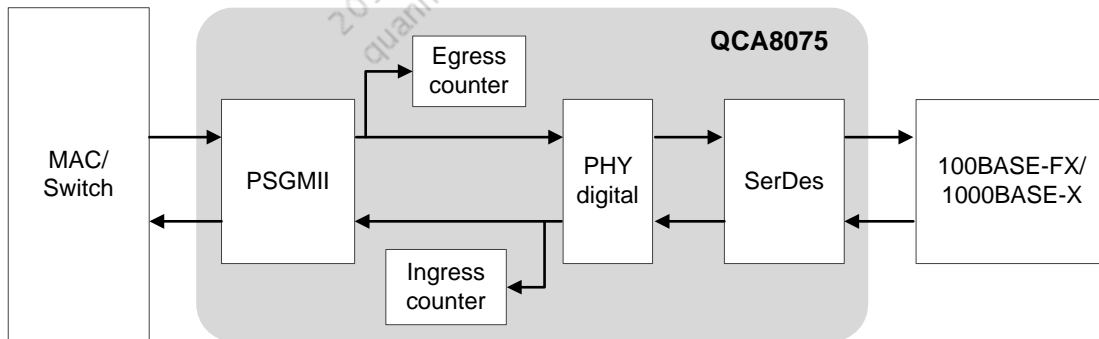 QCA8075
Egress
counter
MAC/
Switch
PSGMII
PHY
digital
SerDes
100BASE-FX/
1000BASE-X
Ingress
counter